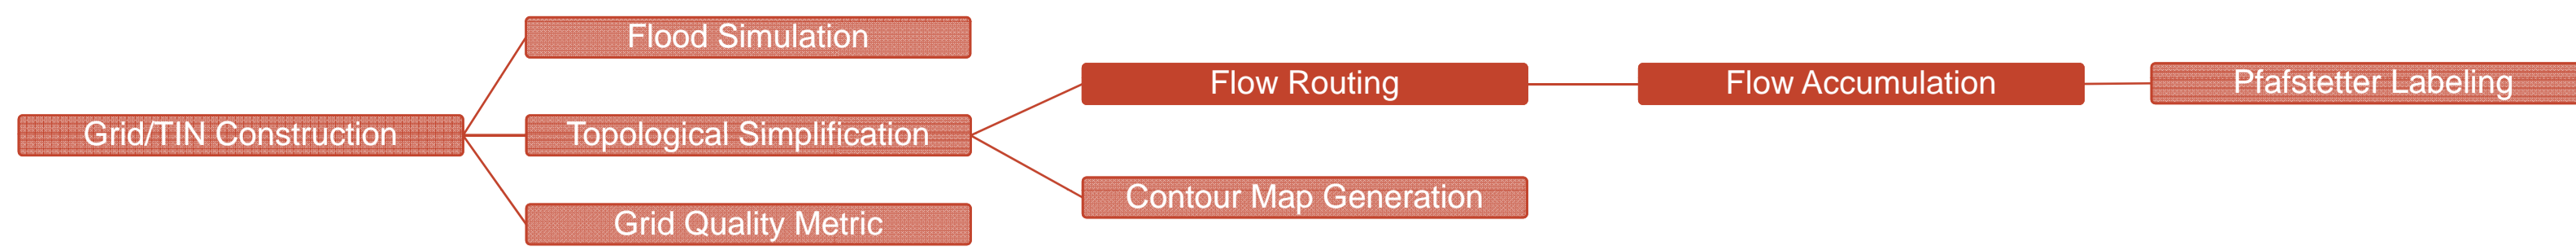 Flood Simulation
Flow Routing
Flow Accumulation
Pfafstetter Labeling
Grid/TIN Construction
Topological Simplification
Contour Map Generation
Grid Quality Metric